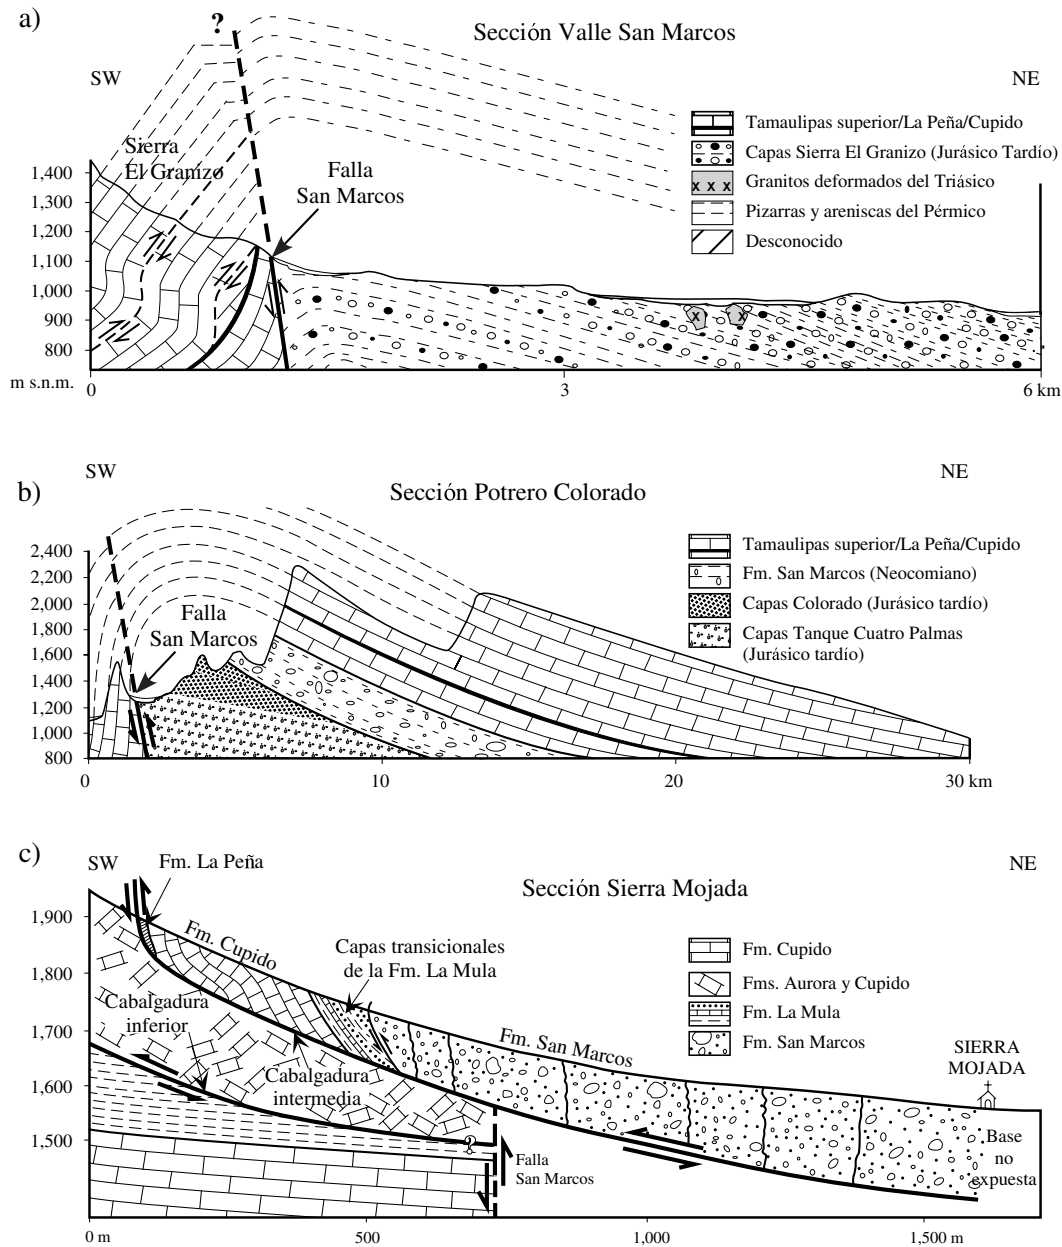 a)
Sección Valle San Marcos
?
SW
NE
Sierra
El Granizo
Falla
San Marcos
Tamaulipas superior/La Peña/Cupido
Capas Sierra El Granizo (Jurásico Tardío)
x x x
Granitos deformados del Triásico
Pizarras y areniscas del Pérmico
Desconocido
1,400
1,300
1,200
1,100
1,000
900
800
x
x
m s.n.m.
0
3
6 km
b)
SW
NE
Sección Potrero Colorado
Falla
San Marcos
Tamaulipas superior/La Peña/Cupido
Fm. San Marcos (Neocomiano)
Capas Colorado (Jurásico tardío)
Capas Tanque Cuatro Palmas
(Jurásico tardío)
2,400
2,200
2,000
1,800
1,600
1,400
1,200
1,000
800
0
10
20
30 km
c)
SW
NE
Fm. La Peña
Sección Sierra Mojada
Fm. Cupido
Capas transicionales
de la Fm. La Mula
Fm. Cupido
Fms. Aurora y Cupido
Fm. La Mula
Fm. San Marcos
1,900
1,800
1,700
1,600
1,500
Cabalgadura
inferior
Cabalgadura
intermedia
Fm. San Marcos
SIERRA
MOJADA
?
Falla
San Marcos
Base
no
expuesta
0 m
500
1,000
1,500 m